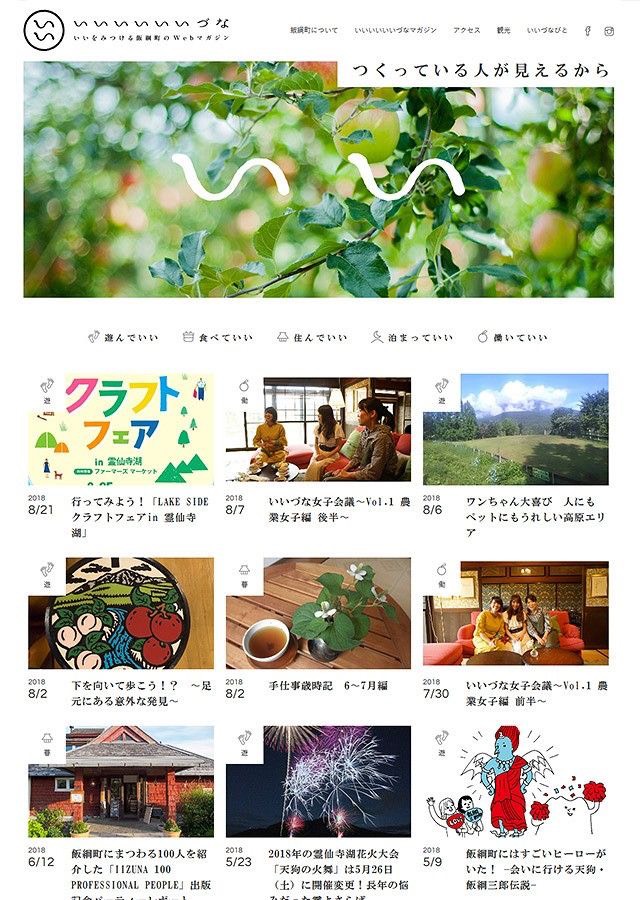 いいいいいいいづな
いいをみつける飯綱町のWebマガジン
飯綱町について
いいいいいいづなマガジン
アクセス
観光
いいづなびと
つくっている人が見えるから
いい
遊んでいい
食べていい
住んでいい
泊まっていい
働いていい
遊
クラフト
フェア
in 霊仙寺湖
ファーマーズ マーケット
2018
8/21
行ってみよう！「LAKE SIDE
クラフトフェアin 霊仙寺
湖」
働
2018
8/7
いいづな女子会議～Vol.1 農
業女子編 後半～
遊
2018
8/6
ワンちゃん大喜び 人にも
ペットにもうれしい高原エリ
ア
遊
2018
8/2
下を向いて歩こう！？ ～足
元にある意外な発見～
暮
2018
8/2
手仕事歳時記 6～7月編
働
2018
7/30
いいづな女子会議～Vol.1 農
業女子編 前半～
暮
2018
6/12
飯綱町にまつわる100人を紹
介した「IIZUNA 100
PROFESSIONAL PEOPLE」出版
記念パーティーレポート
遊
2018
5/23
2018年の霊仙寺湖花火大会
「天狗の火舞」は5月26日
（土）に開催変更！長年の悩
遊
LOVE
2018
5/9
飯綱町にはすごいヒーローが
いた！ -会いに行ける天狗・
飯綱三郎伝説-